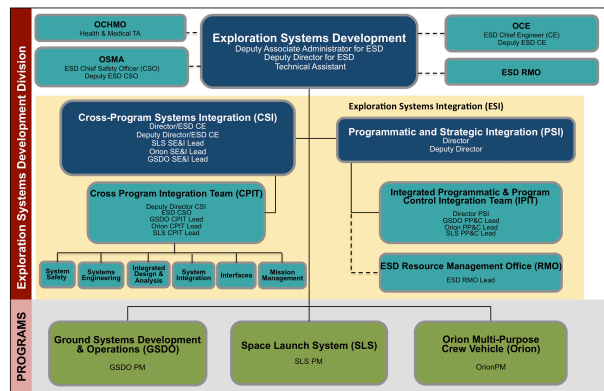 Exploration Systems Development Division
OCHMO
Health & Medical TA
OSMA
ESD Chief Safety Officer (CSO)
Deputy ESD CSO
Exploration Systems Development
Deputy Associate Administrator for ESD
Deputy Director for ESD
Technical Assistant
OCE
ESD Chief Engineer (CE)
Deputy ESD CE
ESD RMO
Exploration Systems Integration (ESI)
Cross-Program Systems Integration (CSI)
Director/ESD CE
Deputy Director/ESD CE
SLS SE&I Lead
Orion SE&I Lead
GSDO SE&I Lead
Programmatic and Strategic Integration (PSI)
Director
Deputy Director
Cross Program Integration Team (CPIT)
Deputy Director CSI
ESD CSO
GSDO CPIT Lead
Orion CPIT Lead
SLS CPIT Lead
Integrated Programmatic & Program
Control Integration Team (IPIT)
Director PSI
GSDO PP&C Lead
Orion PP&C Lead
SLS PP&C Lead
System
Safety
Systems
Engineering
Integrated
Design &
Analysis
System
Integration
Interfaces
Mission
Management
ESD Resource Management Office (RMO)
ESD RMO Lead
PROGRAMS
Ground Systems Development
& Operations (GSDO)
GSDO PM
Space Launch System (SLS)
SLS PM
Orion Multi-Purpose
Crew Vehicle (Orion)
OrionPM